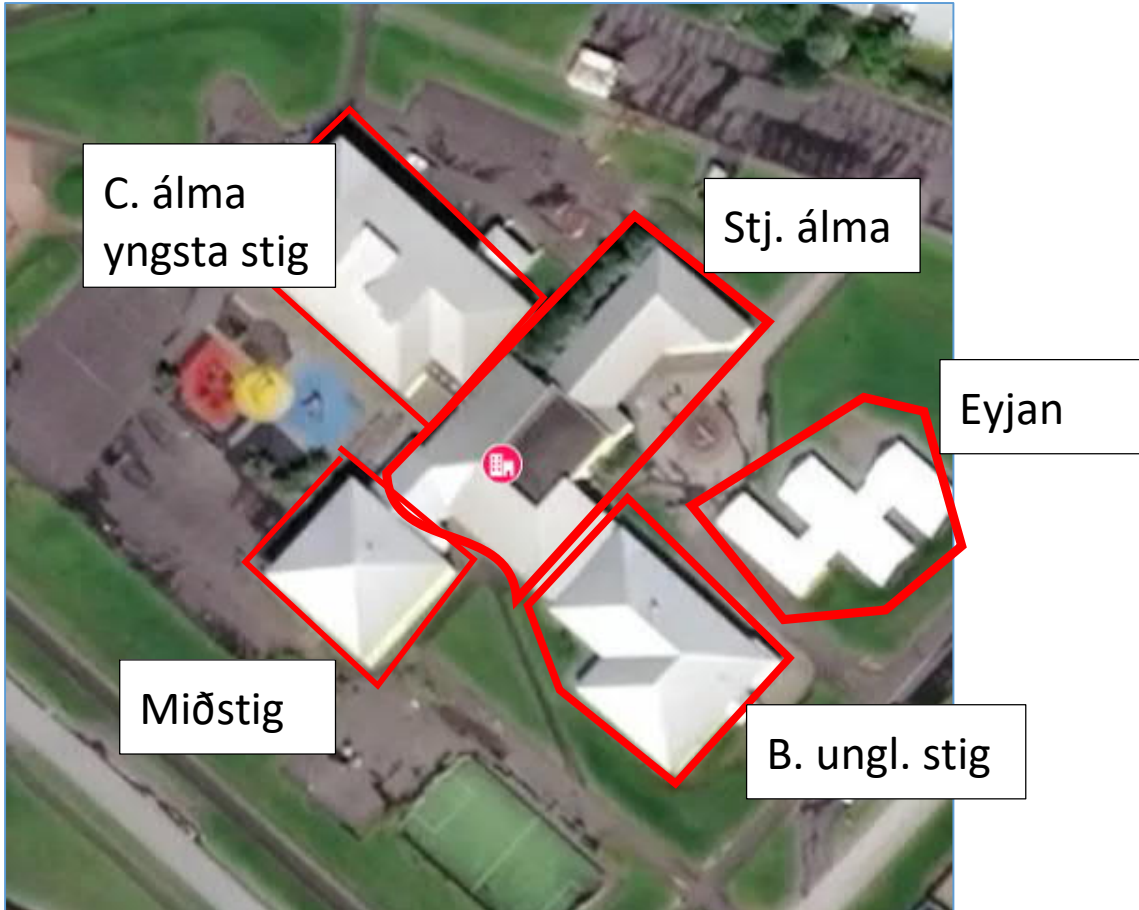 C. álma
yngsta stig
Stj. álma
Eyjan
Miðstig
B. ungl. stig